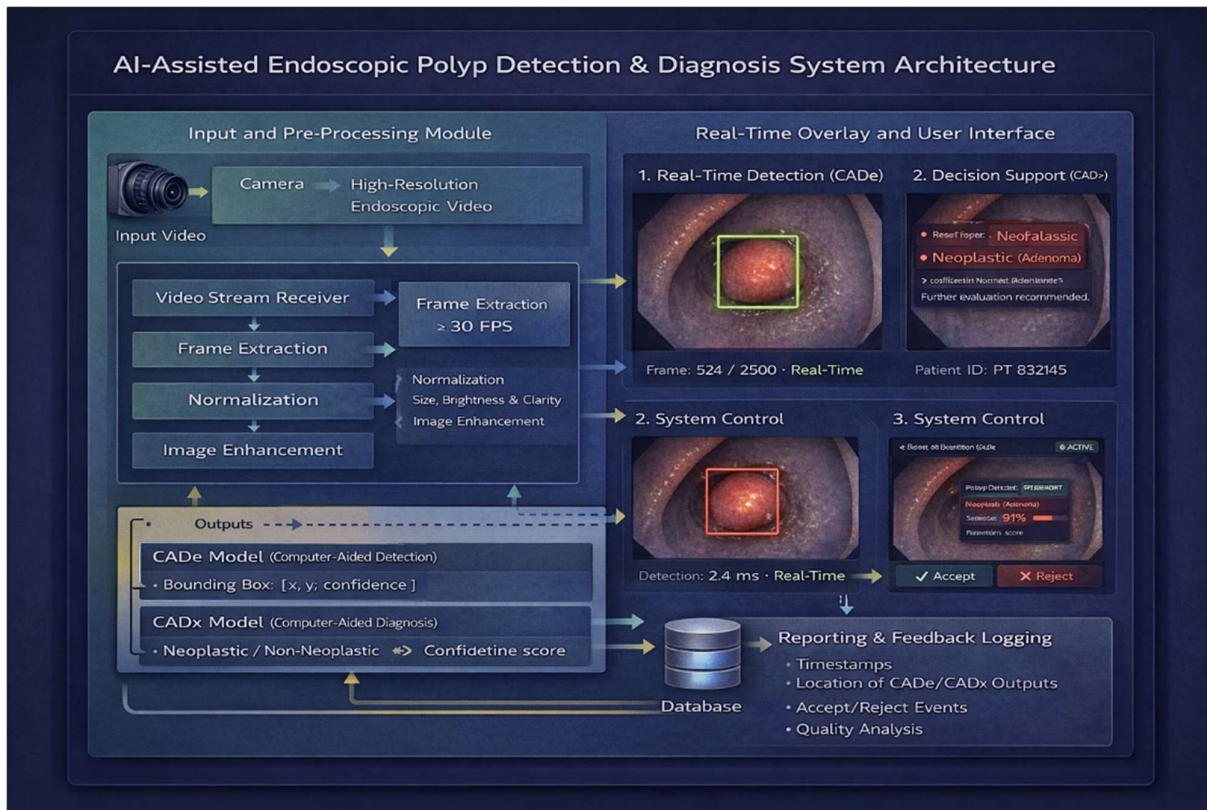 AI-Assisted Endoscopic Polyp Detection & Diagnosis System Architecture
Input and Pre-Processing Module
Input Video
Camera
High-Resolution
Endoscopic Video
Video Stream Receiver
Frame Extraction
Normalization
Image Enhancement
Frame Extraction
≥ 30 FPS
Normalization
Size, Brightness & Clarity
Image Enhancement
Outputs
CADe Model (Computer-Aided Detection)
• Bounding Box: [x, y; confidence ]
CADx Model (Computer-Aided Diagnosis)
• Neoplastic / Non-Neoplastic <-> Confidetine score
Real-Time Overlay and User Interface
1. Real-Time Detection (CADe)
Frame: 524 / 2500 · Real-Time
2. Decision Support (CAD>)
• Neofalassic
• Neoplastic (Adenoma)
Further evaluation recommended.
Patient ID: PT 832145
2. System Control
Detection: 2.4 ms · Real-Time
3. System Control
ACTIVE
Polyp Detected:
(Adenoma)
91%
score
✓ Accept
✕ Reject
Database
Reporting & Feedback Logging
• Timestamps
• Location of CADe/CADx Outputs
• Accept/Reject Events
• Quality Analysis